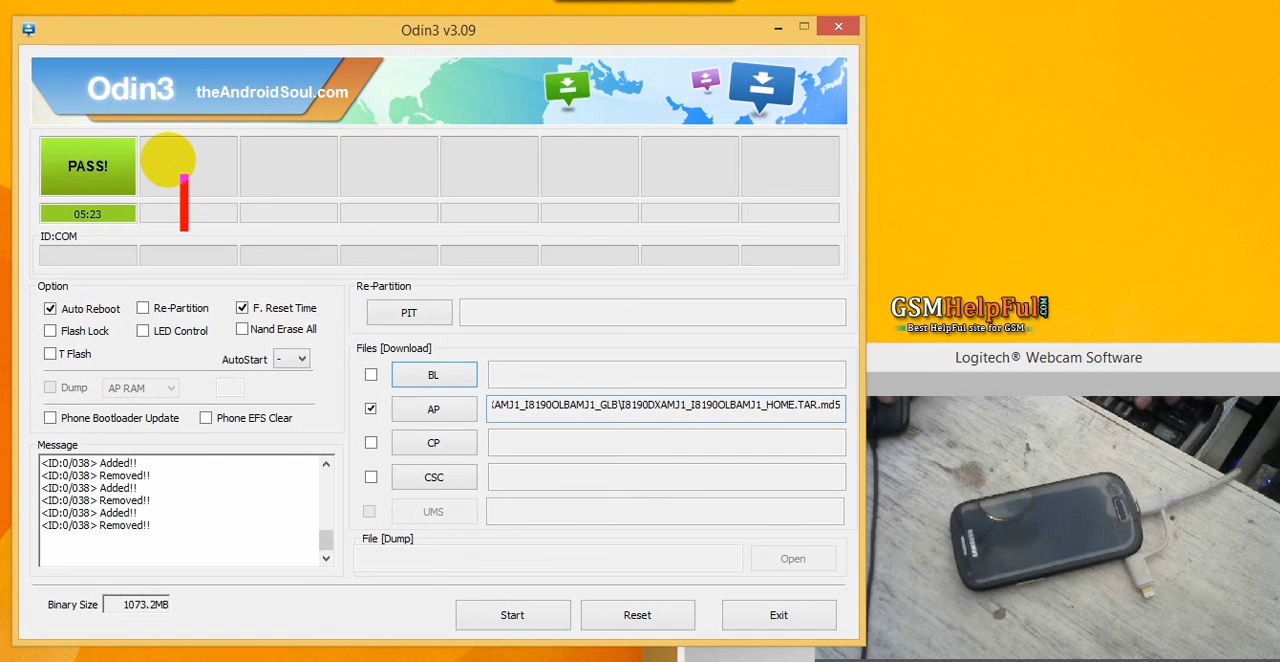 Odin3 v3.09
Odin3 theAndroidSoul.com
PASS!
05:23
ID:COM
Option
Auto Reboot
Re-Partition
F. Reset Time
Flash Lock
LED Control
Nand Erase All
T Flash
AutoStart -
Dump
AP RAM
Phone Bootloader Update
Phone EFS Clear
Message
<ID:0/038> Added!!
<ID:0/038> Removed!!
<ID:0/038> Added!!
<ID:0/038> Removed!!
<ID:0/038> Added!!
<ID:0/038> Removed!!
Binary Size 1073.2MB
Re-Partition
PIT
Files [Download]
BL
AP XAMJ1_I8190OLBAMJ1_GLB\I8190DXAMJ1_I8190OLBAMJ1_HOME.TAR.md5
CP
CSC
UMS
File [Dump]
Open
Start
Reset
Exit
GSMHelpFul.COM
Best HelpFul site for GSM
Logitech® Webcam Software
SAMSUNG